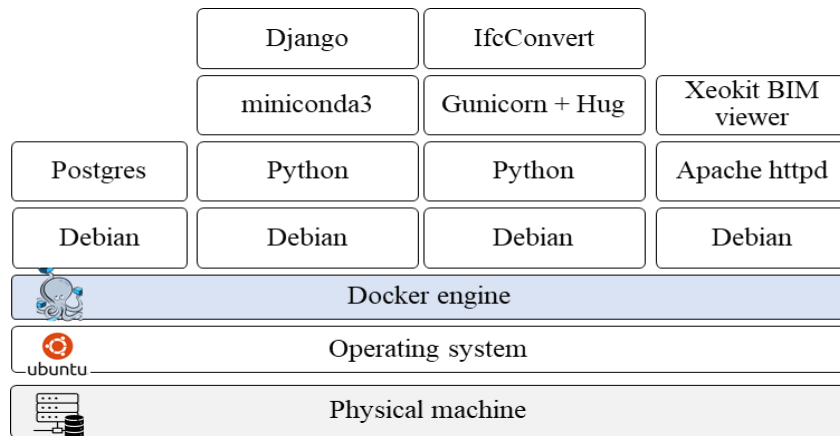 Django
IfcConvert
miniconda3
Gunicorn + Hug
Xeokit BIM
viewer
Postgres
Python
Python
Apache httpd
Debian
Debian
Debian
Debian
Docker engine
Operating system
ubuntu
Physical machine